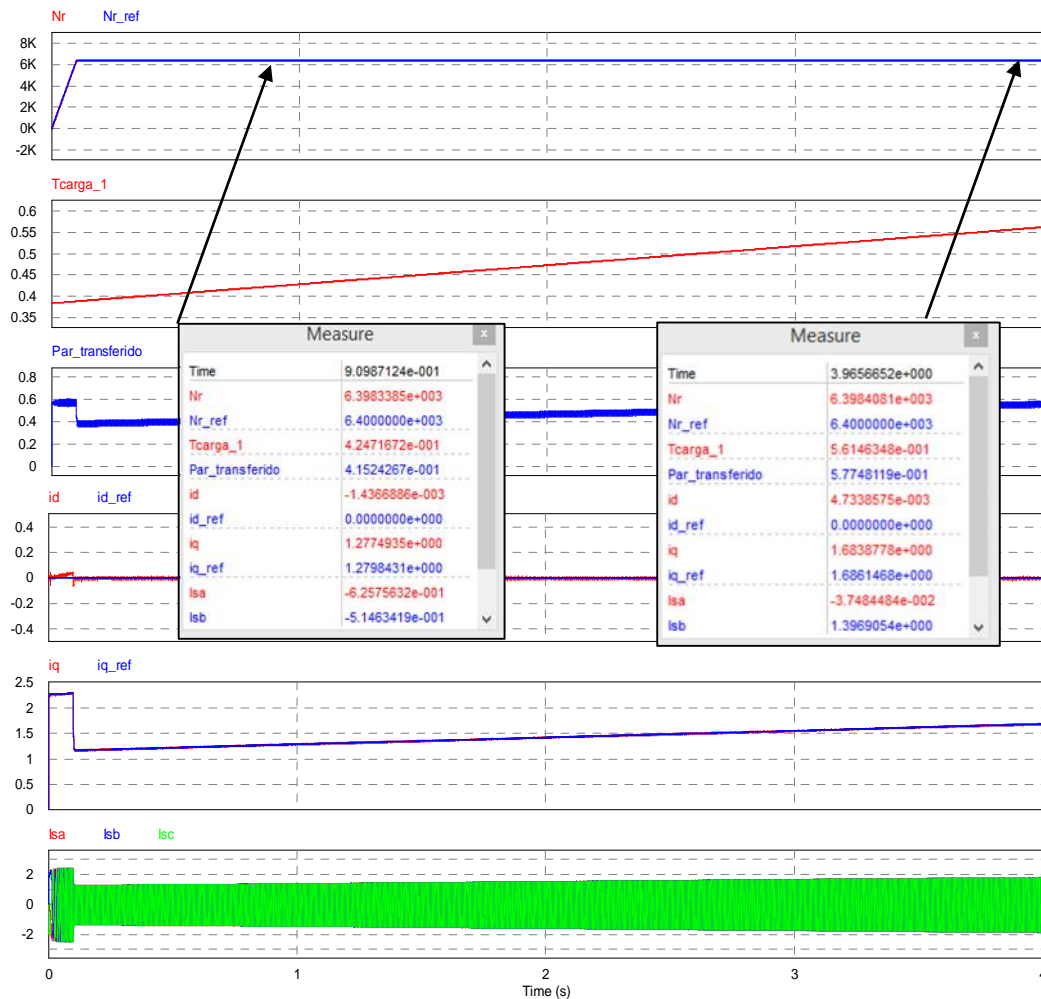 Nr Nr_ref
8K
6K
4K
2K
0K
-2K
Tcarga_1
0.6
0.55
0.5
0.45
0.4
0.35
Par_transferido
0.8
0.6
0.4
0.2
0
id id_ref
0.4
0.2
0
-0.2
-0.4
Measure x
Time 9.0987124e-001
Nr 6.3983385e+003
Nr_ref 6.4000000e+003
Tcarga_1 4.2471672e-001
Par_transferido 4.1524267e-001
id -1.4366886e-003
id_ref 0.0000000e+000
iq 1.2774935e+000
iq_ref 1.2798431e+000
Isa -6.2575632e-001
Isb -5.1463419e-001
Measure x
Time 3.9656652e+000
Nr 6.3984081e+003
Nr_ref 6.4000000e+003
Tcarga_1 5.6146348e-001
Par_transferido 5.7748119e-001
id 4.7338575e-003
id_ref 0.0000000e+000
iq 1.6838778e+000
iq_ref 1.6861468e+000
Isa -3.7484484e-002
Isb 1.3969054e+000
iq iq_ref
2.5
2
1.5
1
0.5
0
Isa Isb Isc
2
0
-2
0 1 2 3 4
Time (s)